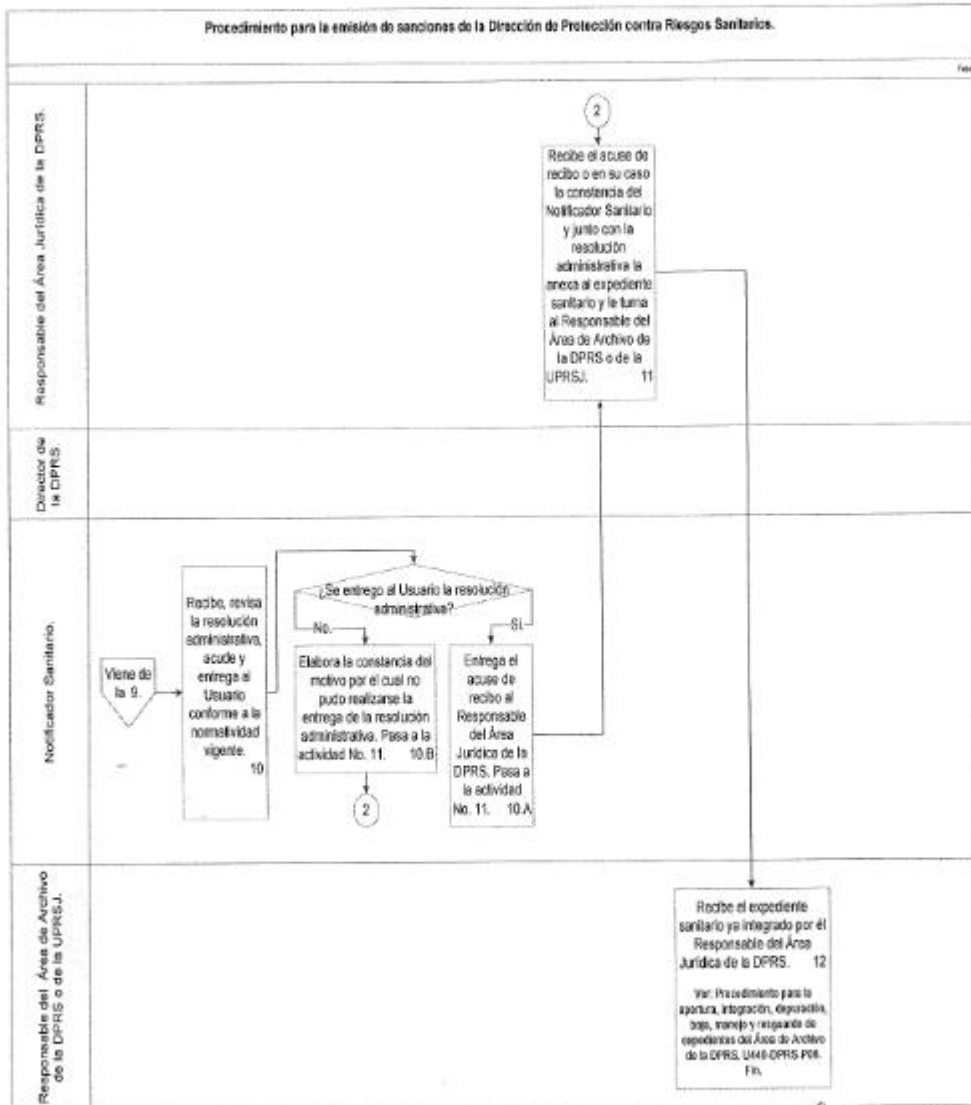 Procedimiento para la emisión de sanciones de la Dirección de Protección contra Riesgos Sanitarios.
Responsable del Área Jurídica de la DPRS.
2
Recibe el acuse de
recibo o en su caso
la constancia del
Notificador Sanitario
y junto con la
resolución
administrativa la
anexa al expediente
sanitario y le turna
al Responsable del
Área de Archivo de
la DPRS o de la
UPRSJ. 11
Director de
la DPRS.
Notificador Sanitario.
Viene de
la 9.
Recibe, revisa
la resolución
administrativa,
acude y
entrega al
Usuario
conforme a la
normatividad
vigente.
10
¿Se entrego al Usuario la resolución
administrativa?
No.
Si.
Elabora la constancia del
motivo por el cual no
pudo realizarse la
entrega de la resolución
administrativa. Pasa a la
actividad No. 11. 10.B
2
Entrega el
acuse de
recibo al
Responsable
del Área
Jurídica de la
DPRS. Pasa a
la actividad
No. 11. 10.A
Responsable del Área de Archivo
de la DPRS o de la UPRSJ.
Recibe el expediente
sanitario ya integrado por él
Responsable del Área
Jurídica de la DPRS. 12
Ver: Procedimiento para la
apertura, integración, depuración,
baja, manejo y resguardo de
expedientes del Área de Archivo
de la DPRS.
Fin.